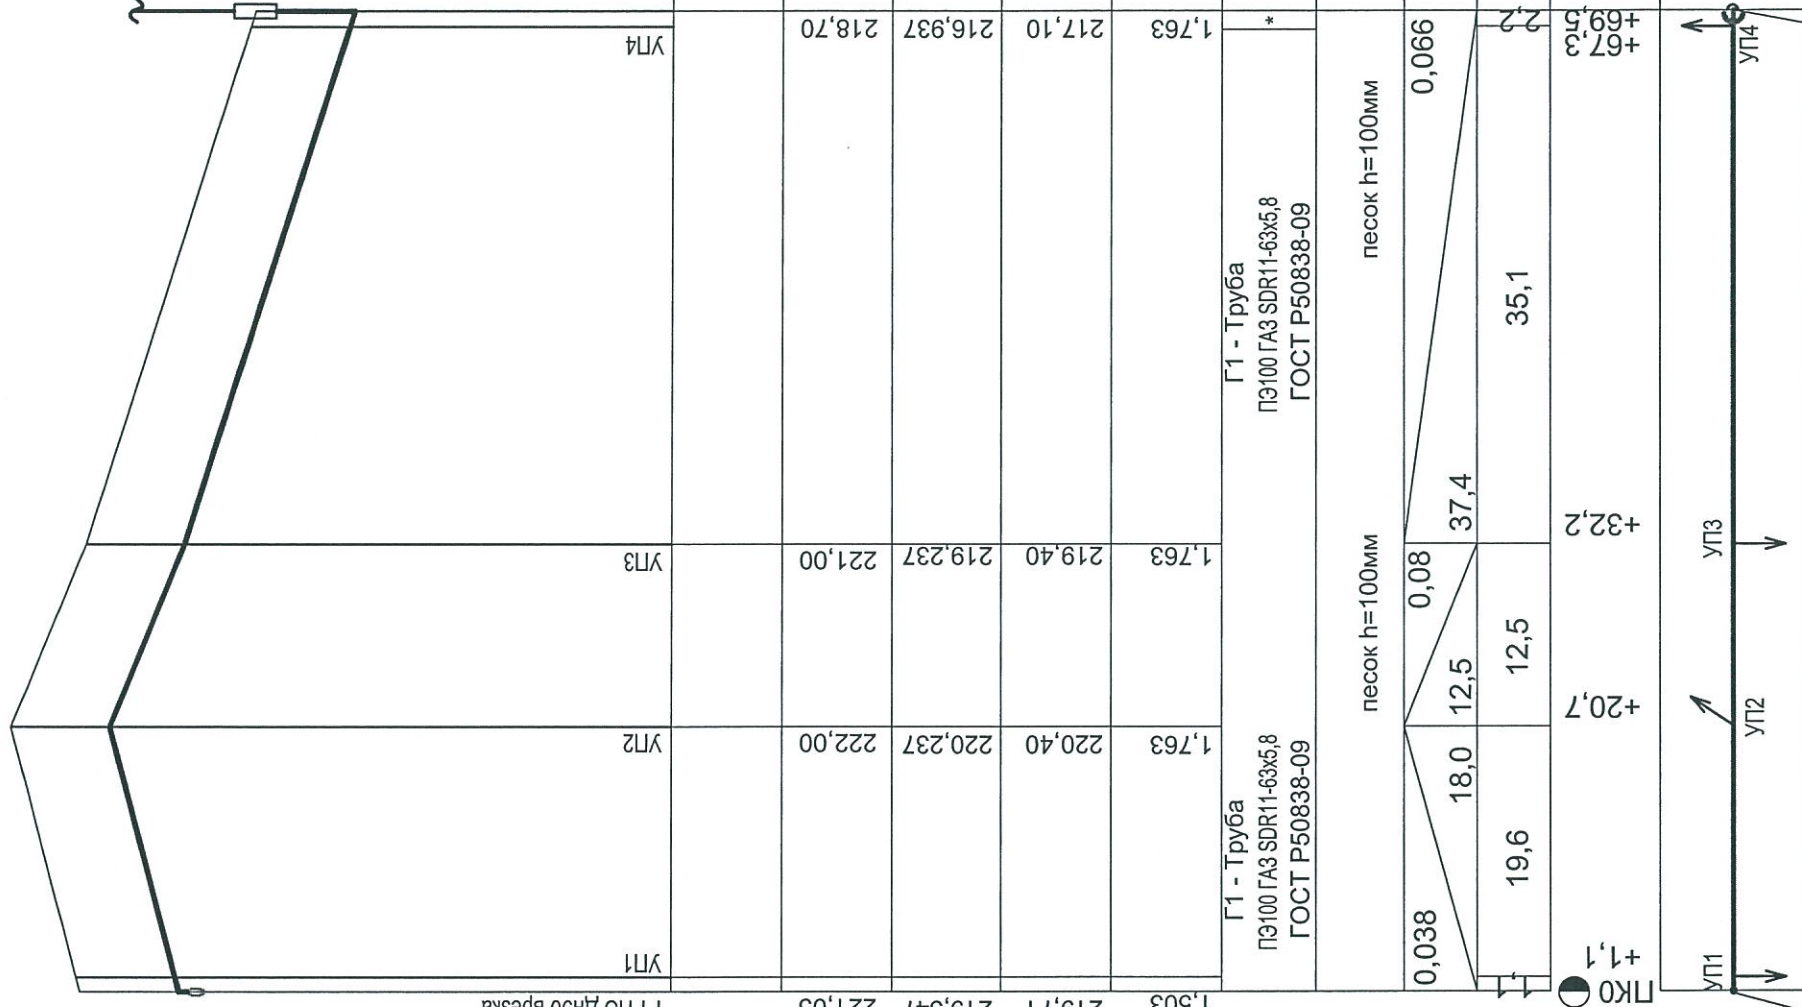 УП1
УП2
УП3
УП4
222,00
221,00
218,70
220,237
219,237
216,937
220,40
219,40
217,10
1,763
1,763
1,763
*
Г1 - Труба
ПЭ100 ГАЗ SDR11-63х5,8
ГОСТ Р50838-09
Г1 - Труба
ПЭ100 ГАЗ SDR11-63х5,8
ГОСТ Р50838-09
песок h=100мм
песок h=100мм
0,038
18,0
0,08
12,5
0,066
37,4
1,1
19,6
12,5
35,1
2,2
ПК0
+1,1
+20,7
+32,2
+67,3
+69,5
УП1
УП2
УП3
УП4